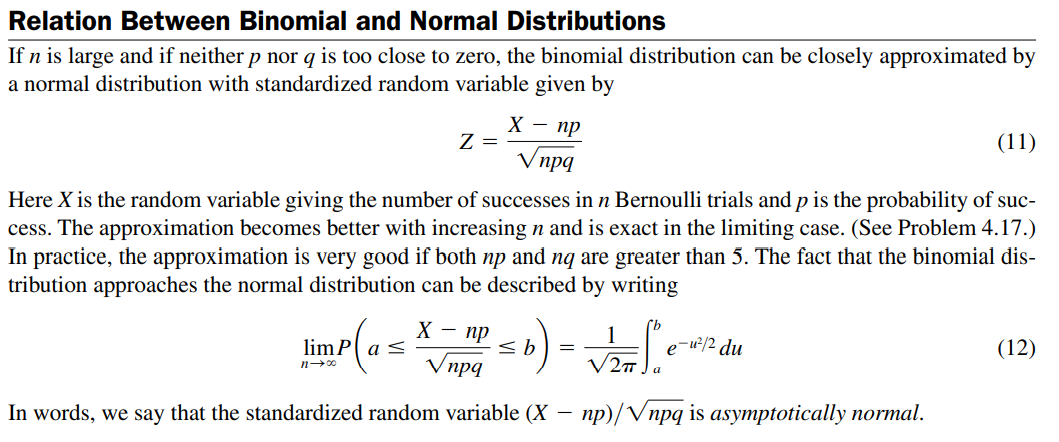 Relation Between Binomial and Normal Distributions
If n is large and if neither p nor q is too close to zero, the binomial distribution can be closely approximated by
a normal distribution with standardized random variable given by
Z = (X − np)/√npq (11)
Here X is the random variable giving the number of successes in n Bernoulli trials and p is the probability of suc-
cess. The approximation becomes better with increasing n and is exact in the limiting case. (See Problem 4.17.)
In practice, the approximation is very good if both np and nq are greater than 5. The fact that the binomial dis-
tribution approaches the normal distribution can be described by writing
lim n→∞ P(a ≤ (X − np)/√npq ≤ b) = 1/√2π ∫ₐᵇ e^(−u²/2) du (12)
In words, we say that the standardized random variable (X − np)/√npq is asymptotically normal.